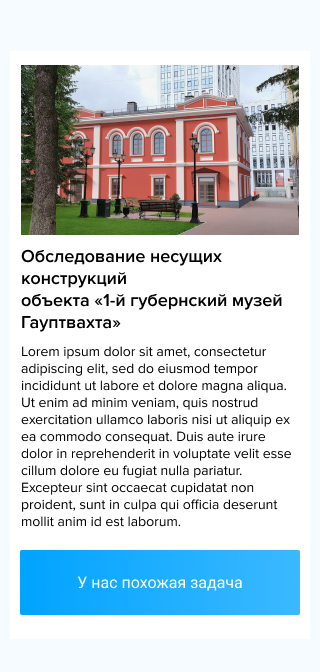 Обследование несущих
конструкций
объекта «1-й губернский музей
Гауптвахта»
Lorem ipsum dolor sit amet, consectetur
adipiscing elit, sed do eiusmod tempor
incididunt ut labore et dolore magna aliqua.
Ut enim ad minim veniam, quis nostrud
exercitation ullamco laboris nisi ut aliquip ex
ea commodo consequat. Duis aute irure
dolor in reprehenderit in voluptate velit esse
cillum dolore eu fugiat nulla pariatur.
Excepteur sint occaecat cupidatat non
proident, sunt in culpa qui officia deserunt
mollit anim id est laborum.
У нас похожая задача